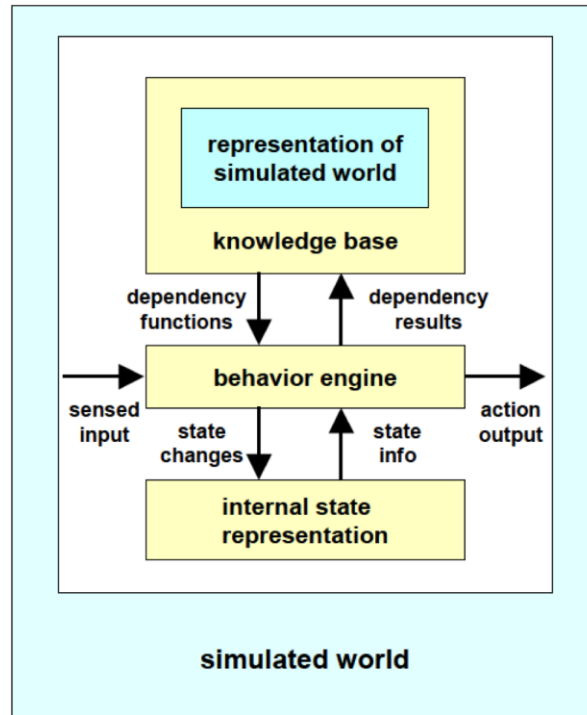 representation of
simulated world
knowledge base
dependency
functions
dependency
results
behavior engine
sensed
input
action
output
state
changes
state
info
internal state
representation
simulated world